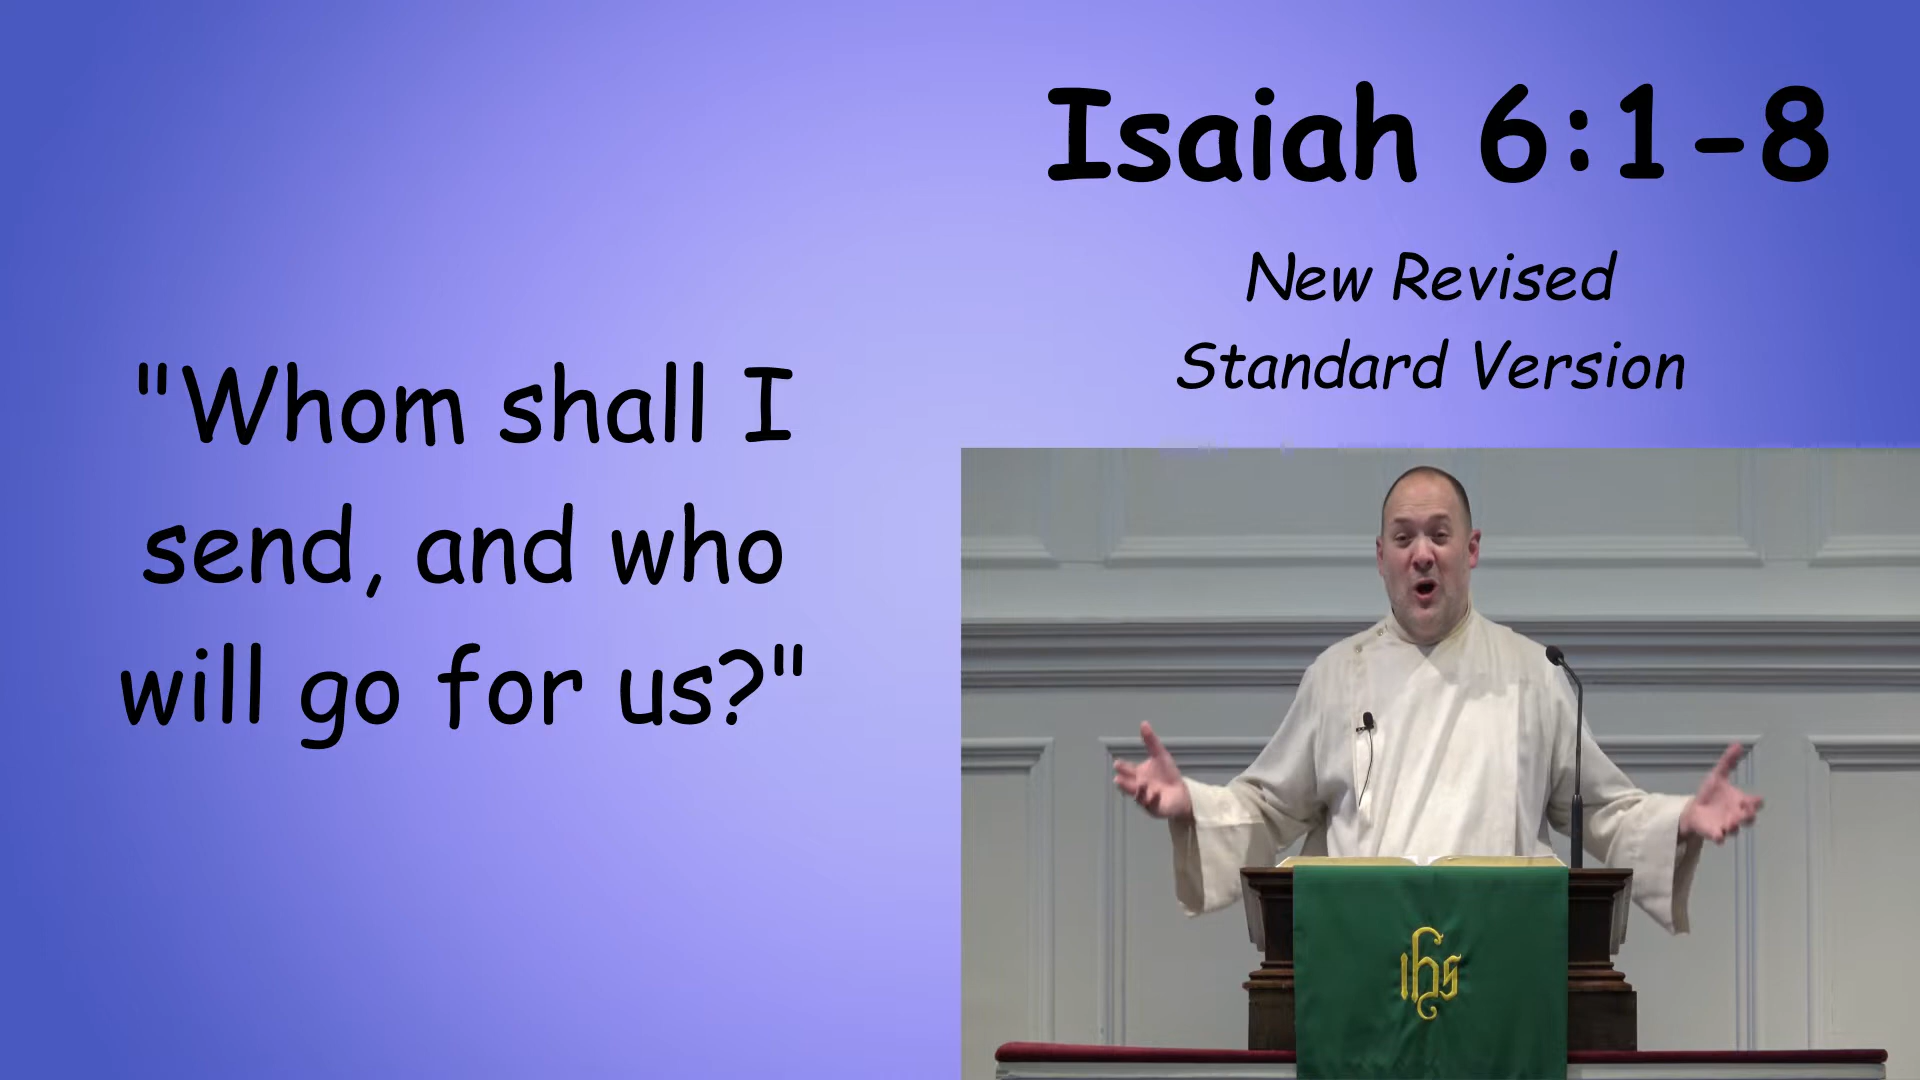 Isaiah 6:1-8
New Revised
Standard Version
"Whom shall I
send, and who
will go for us?"
ihs